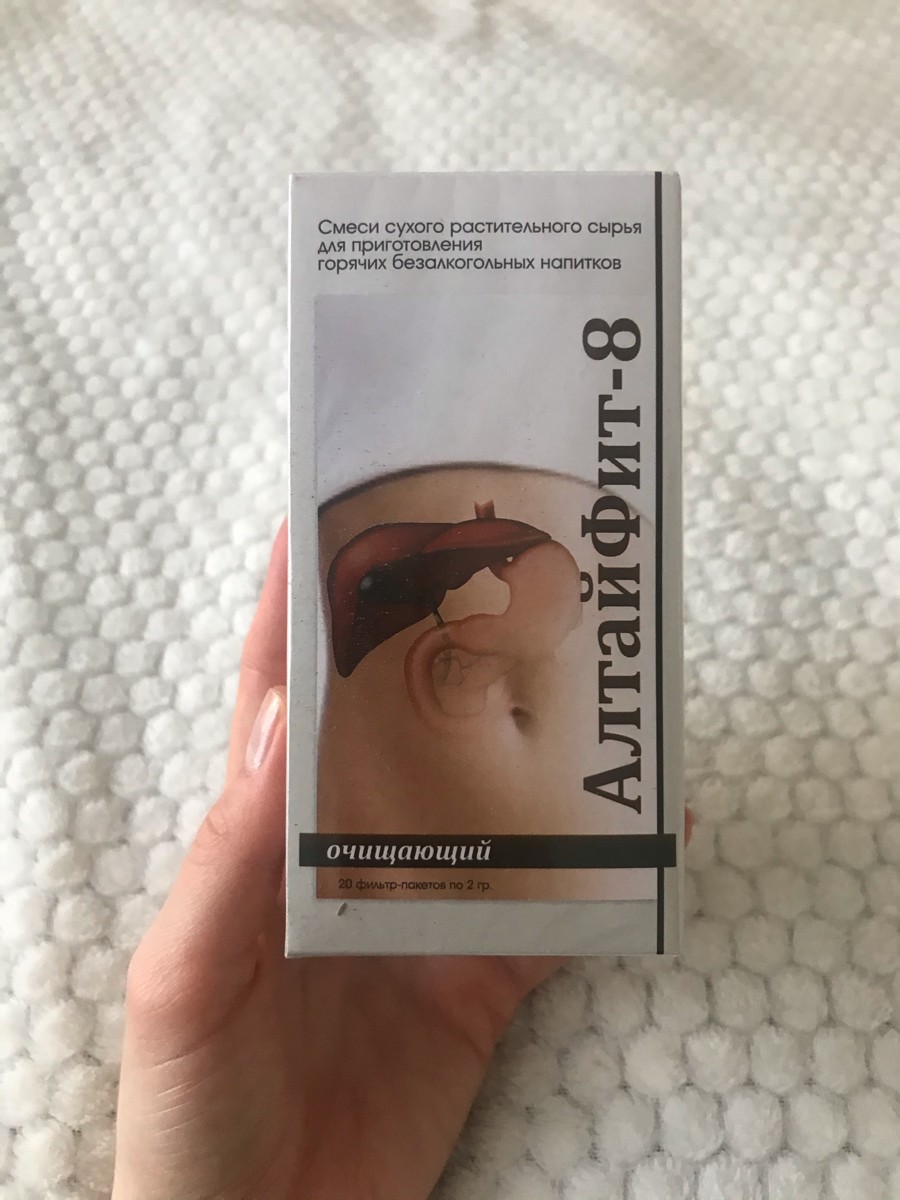 Смеси сухого растительного сырья
для приготовления
горячих безалкогольных напитков
АлтайФит-8
очищающий
20 фильтр-пакетов по 2 гр.